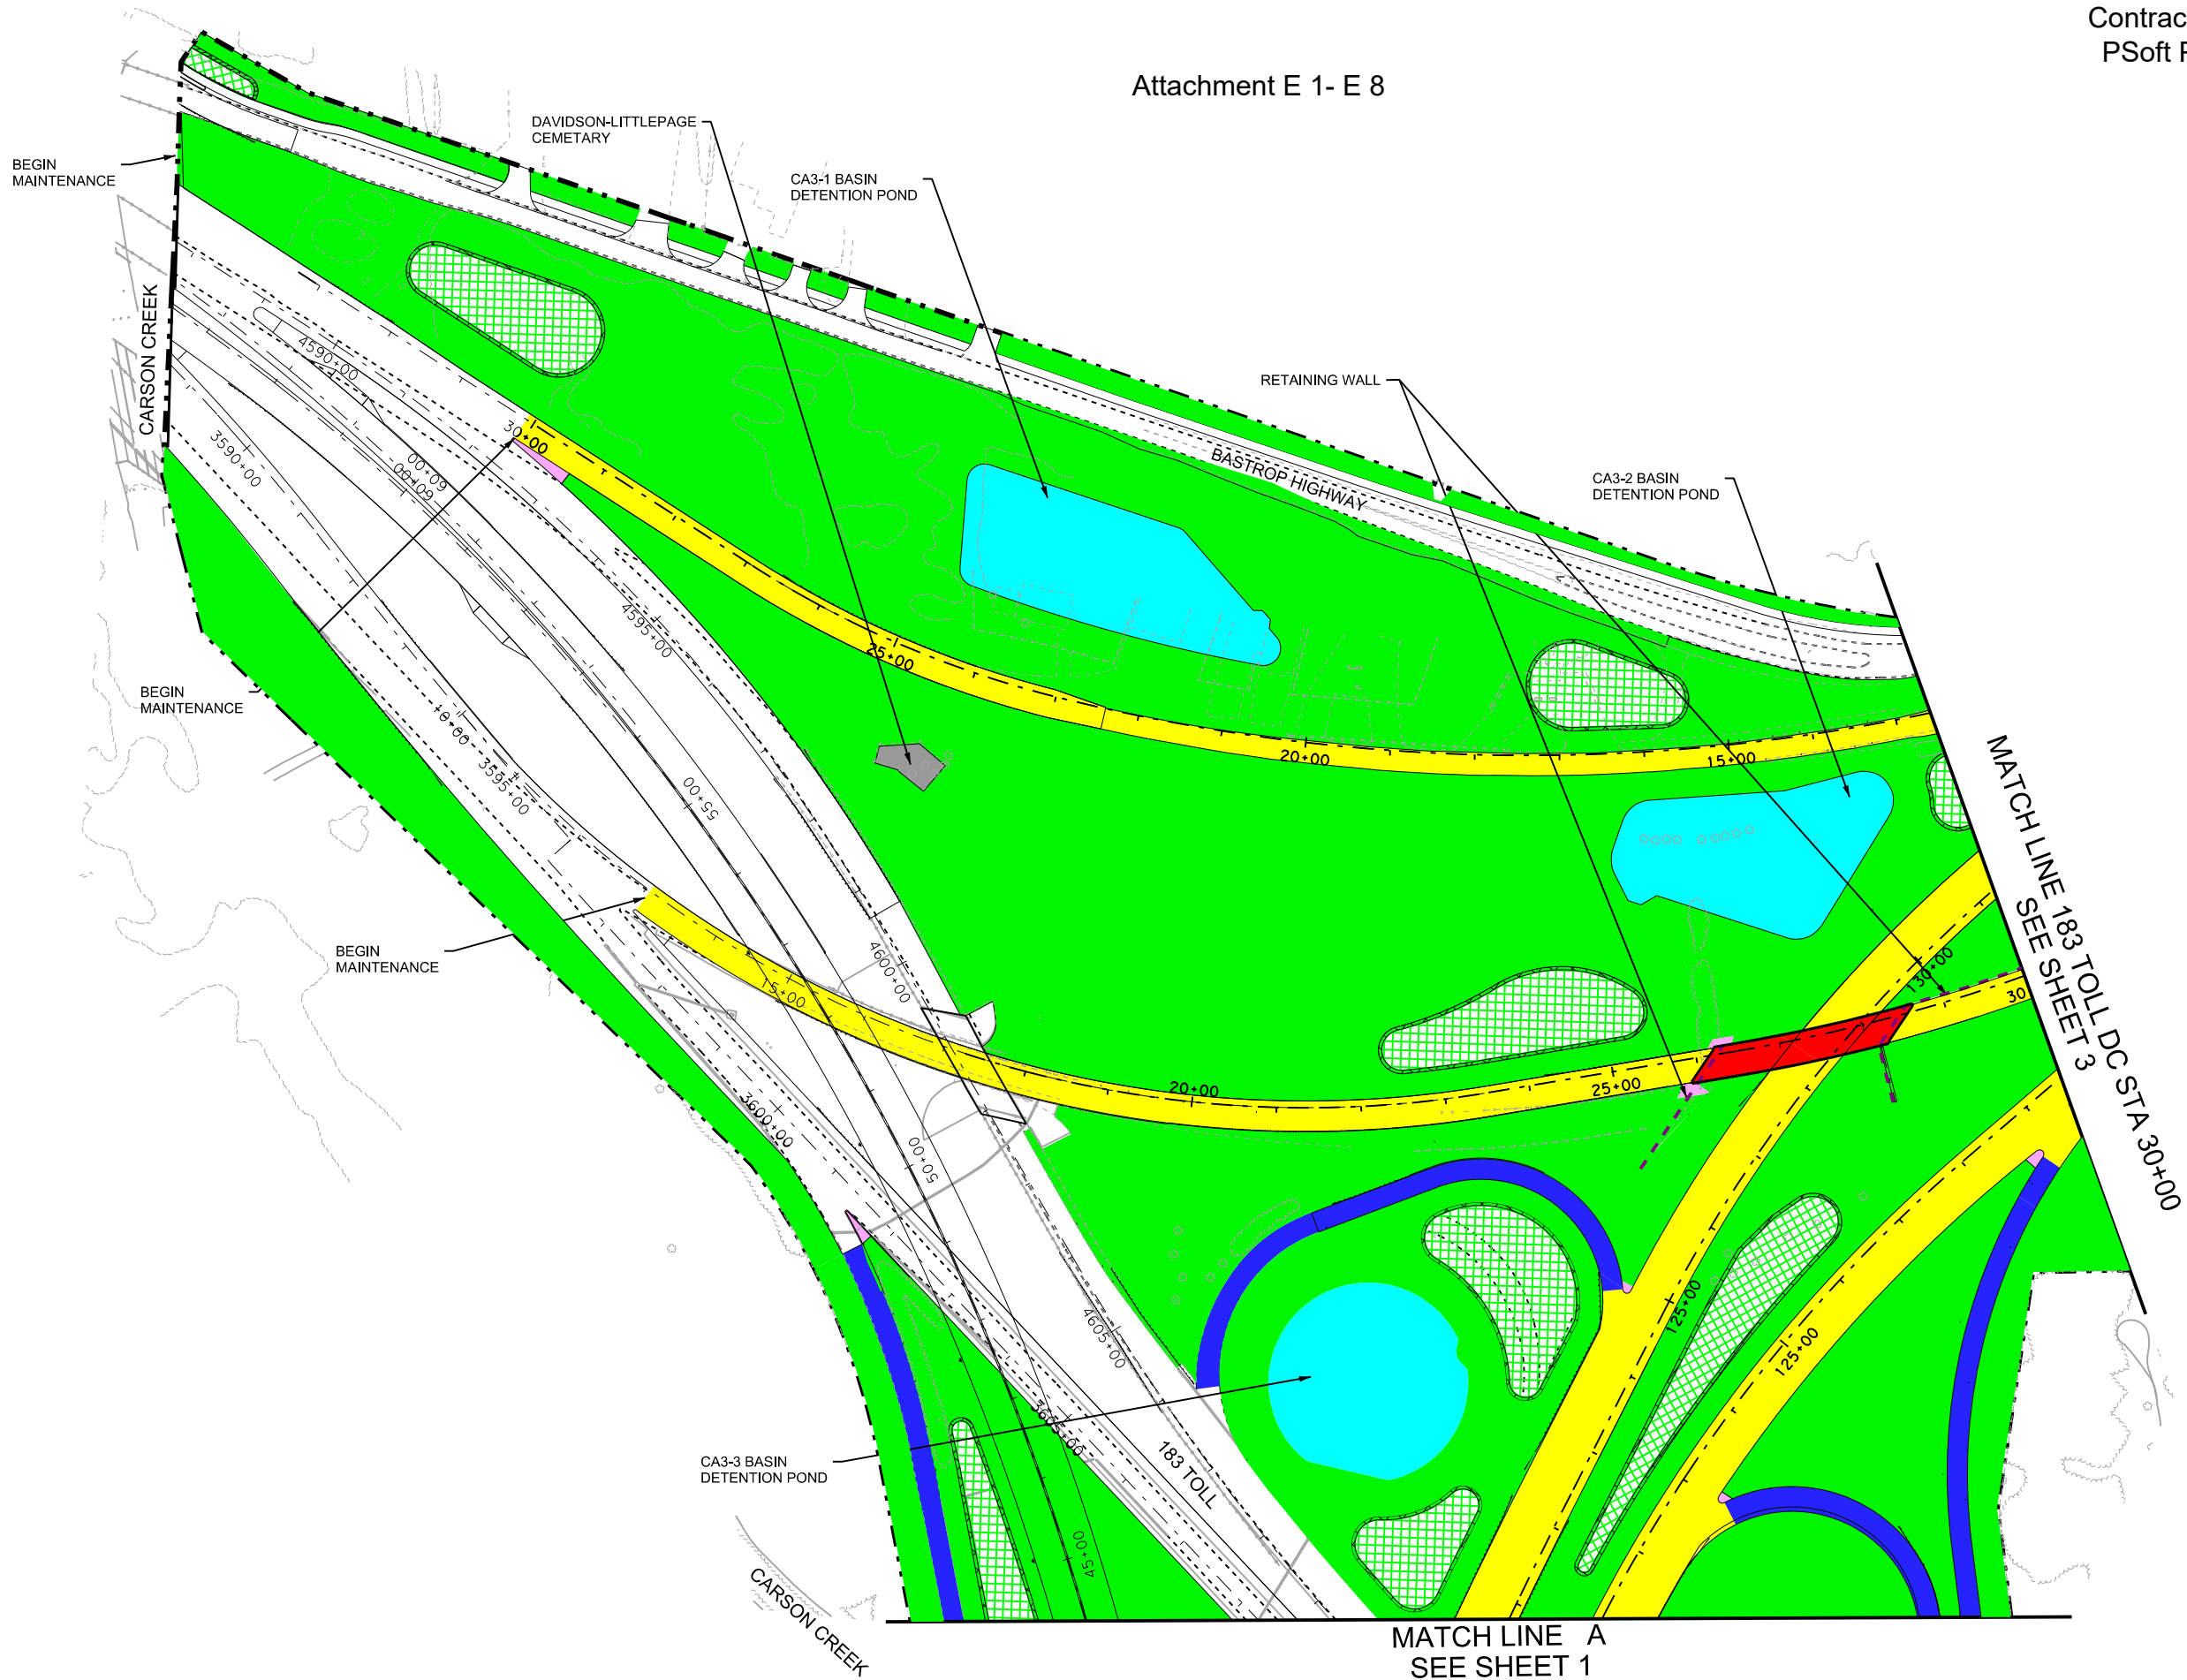 Contrac
PSoft P
Attachment E 1- E 8
DAVIDSON-LITTLEPAGE
CEMETARY
BEGIN
MAINTENANCE
CA3-1 BASIN
DETENTION POND
CARSON CREEK
4590+00
RETAINING WALL
3590+00
30+00
60+00
60+00
BASTROP HIGHWAY
CA3-2 BASIN
DETENTION POND
4595+00
25+00
BEGIN
MAINTENANCE
10+00
3595+00
20+00
15+00
55+00
MATCH LINE 183 TOLL DC STA 30+00
SEE SHEET 3
BEGIN
MAINTENANCE
4600+00
15+00
130+00
30
20+00
25+00
3600+00
50+00
125+00
4605+00
125+00
3605+00
183 TOLL
CA3-3 BASIN
DETENTION POND
45+00
CARSON CREEK
MATCH LINE A
SEE SHEET 1